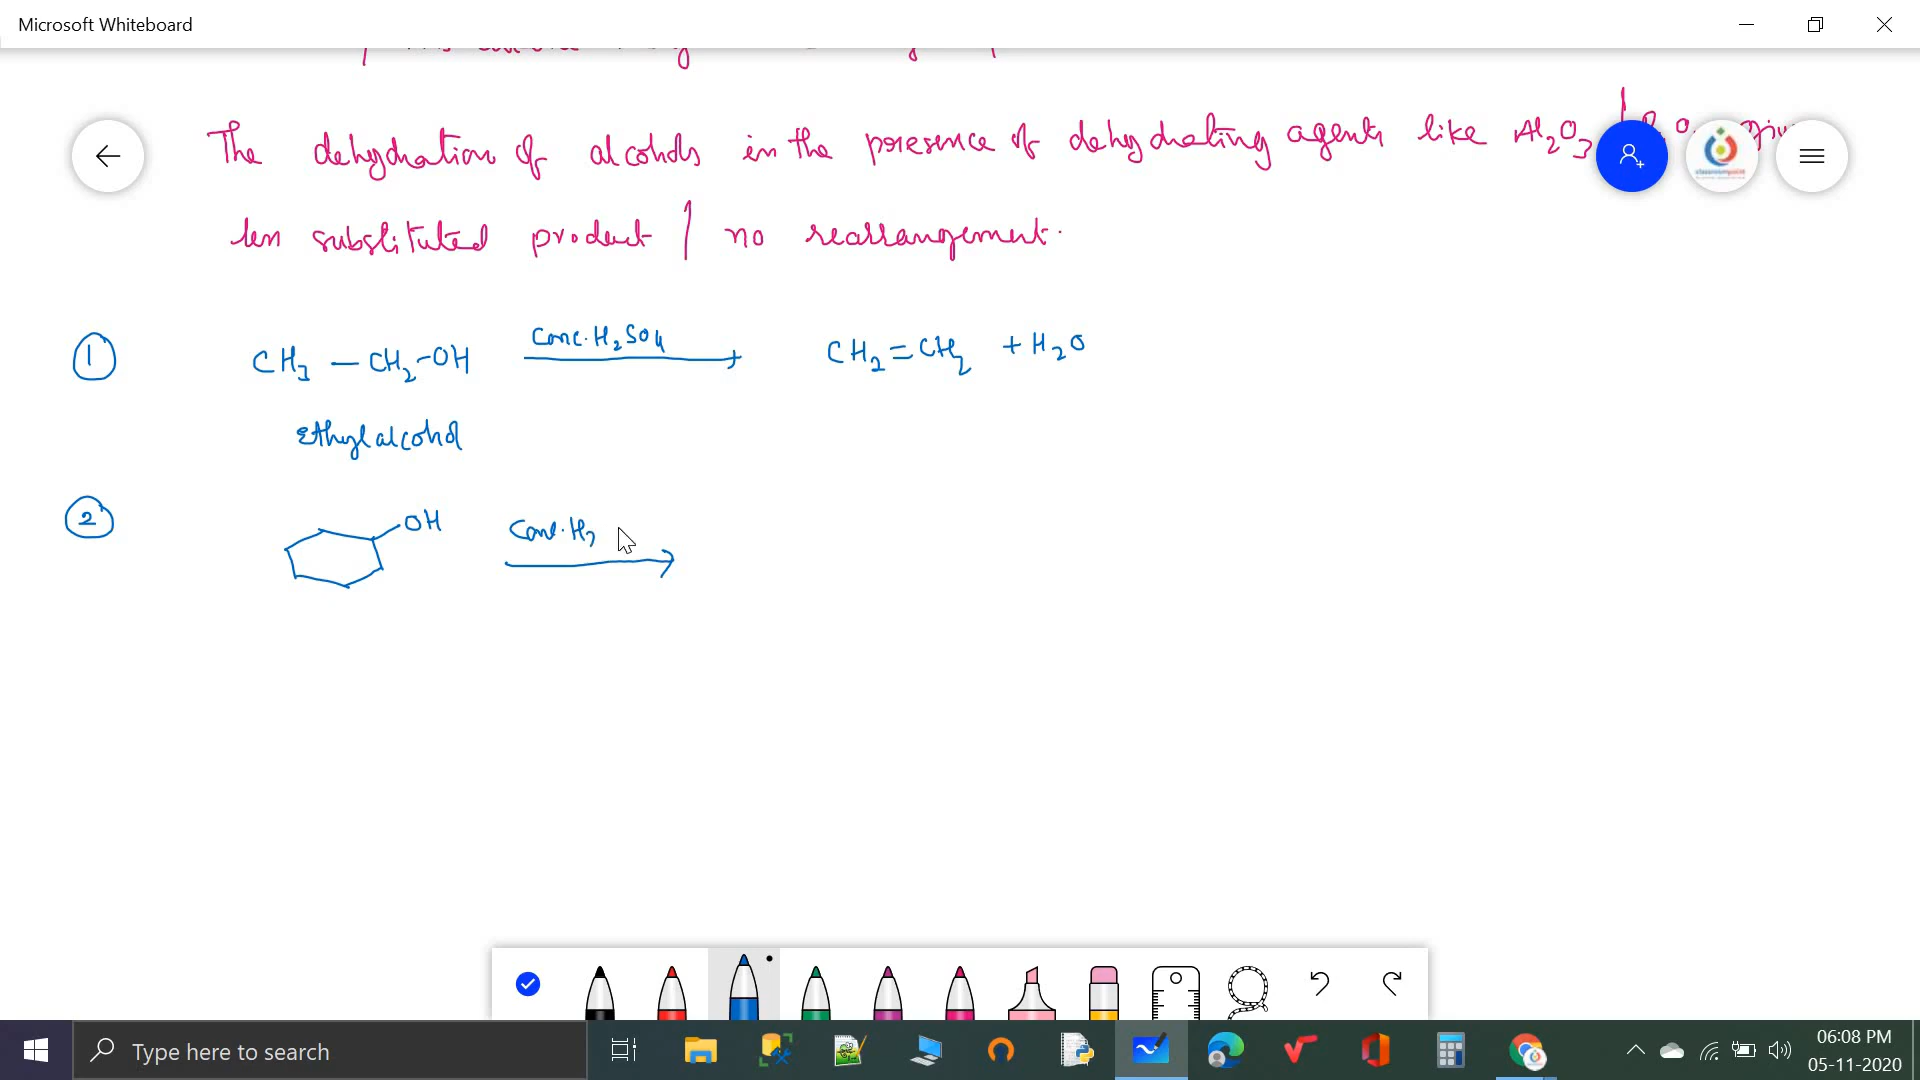 Microsoft Whiteboard
The dehydration of alcohols in the presence of dehydrating agents like Al2O3
less substituted product / no rearrangement.
1 CH3 — CH2-OH Conc. H2SO4 CH2=CH2 + H2O
Ethyl alcohol
2 OH Conc. H2
Type here to search
06:08 PM
05-11-2020